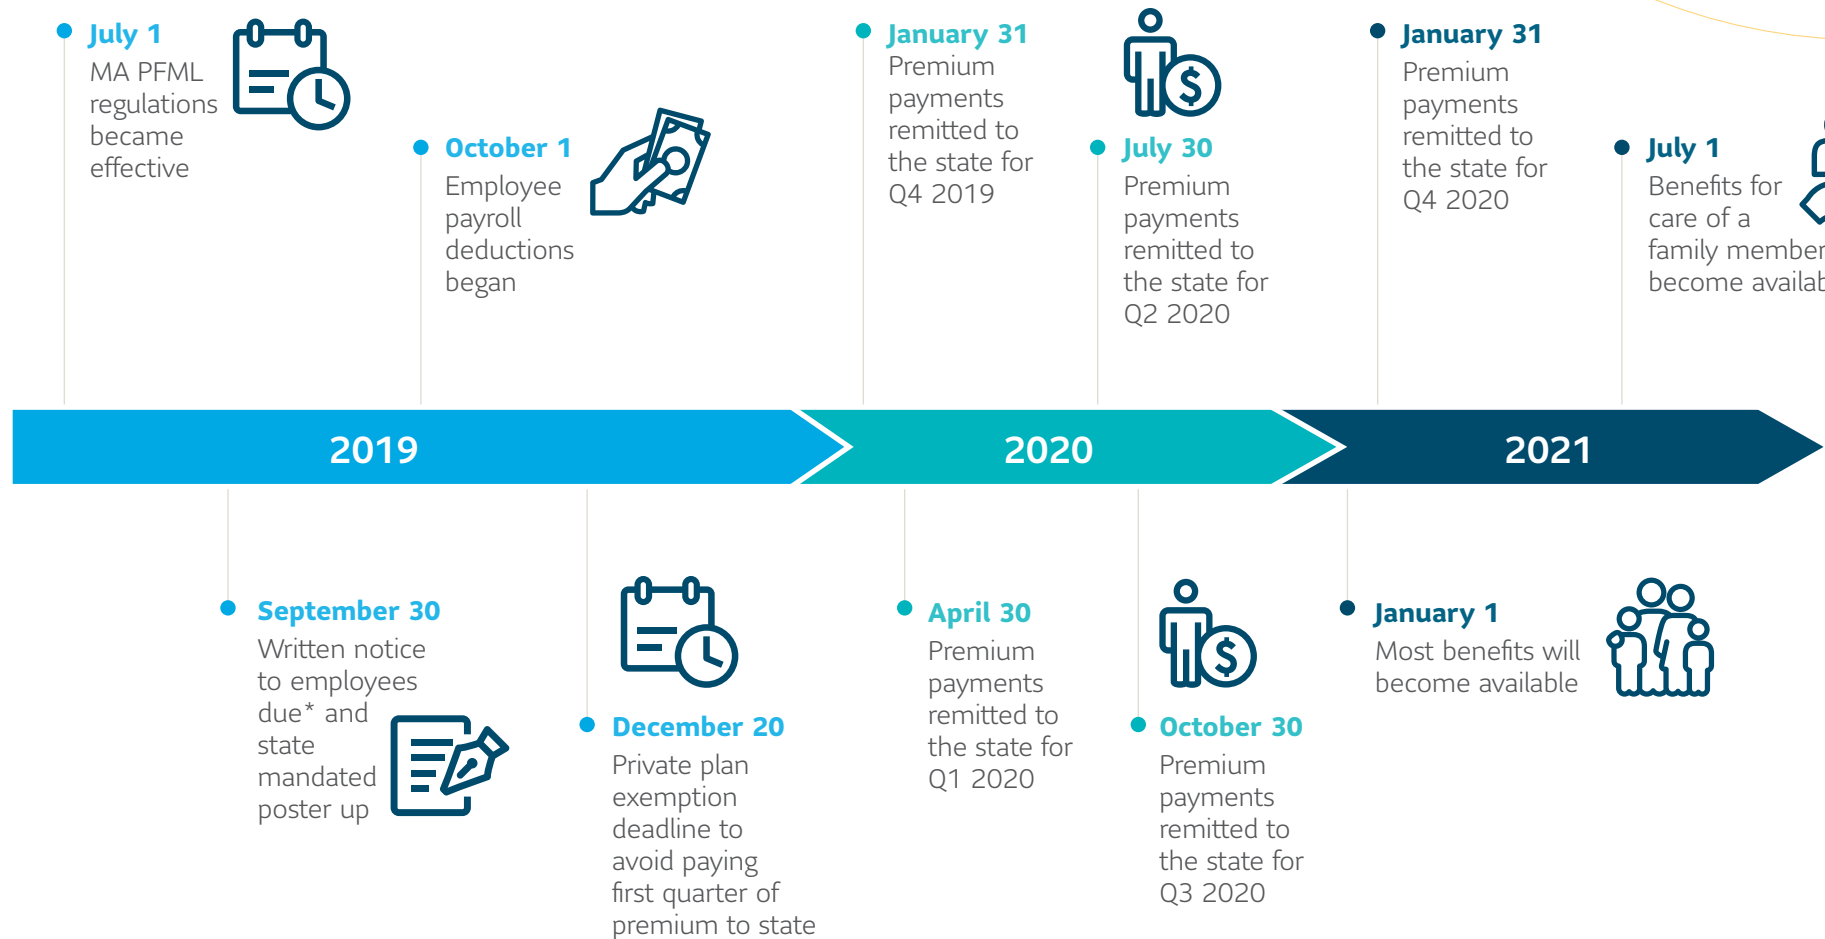 July 1
MA PFML
regulations
became
effective
October 1
Employee
payroll
deductions
began
January 31
Premium
payments
remitted to
the state for
Q4 2019
July 30
Premium
payments
remitted to
the state for
Q2 2020
January 31
Premium
payments
remitted to
the state for
Q4 2020
July 1
Benefits for
care of a
family member
become
2019
2020
2021
September 30
Written notice
to employees
due* and
state
mandated
poster up
December 20
Private plan
exemption
deadline to
avoid paying
first quarter of
premium to state
April 30
Premium
payments
remitted to
the state for
Q1 2020
October 30
Premium
payments
remitted to
the state for
Q3 2020
January 1
Most benefits will
become available
$
$
$